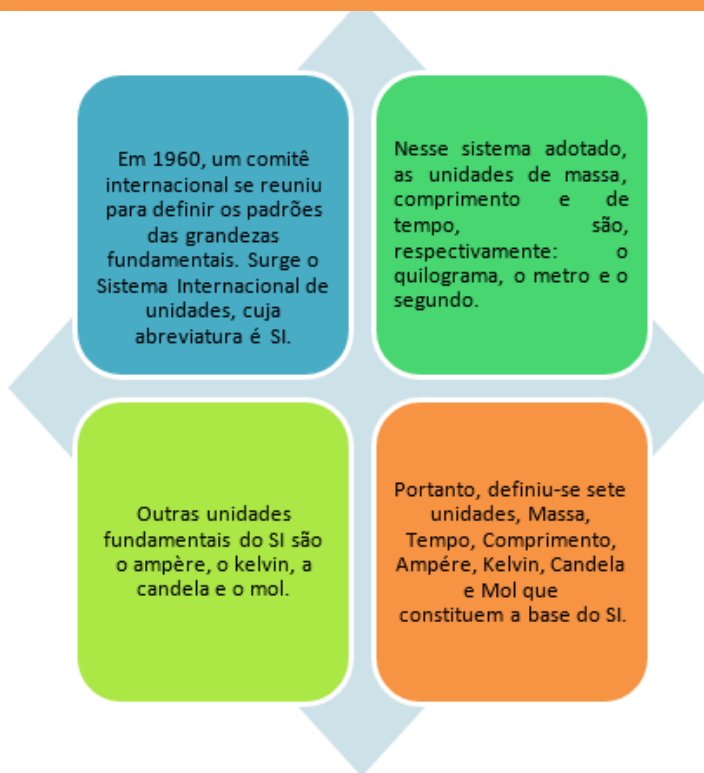 Em 1960, um comitê
internacional se reuniu
para definir os padrões
das grandezas
fundamentais. Surge o
Sistema Internacional de
unidades, cuja
abreviatura é SI.
Nesse sistema adotado,
as unidades de massa,
comprimento e de
tempo, são,
respectivamente: o
quilograma, o metro e o
segundo.
Outras unidades
fundamentais do SI são
o ampère, o kelvin, a
candela e o mol.
Portanto, definiu-se sete
unidades, Massa,
Tempo, Comprimento,
Ampére, Kelvin, Candela
e Mol que
constituem a base do SI.